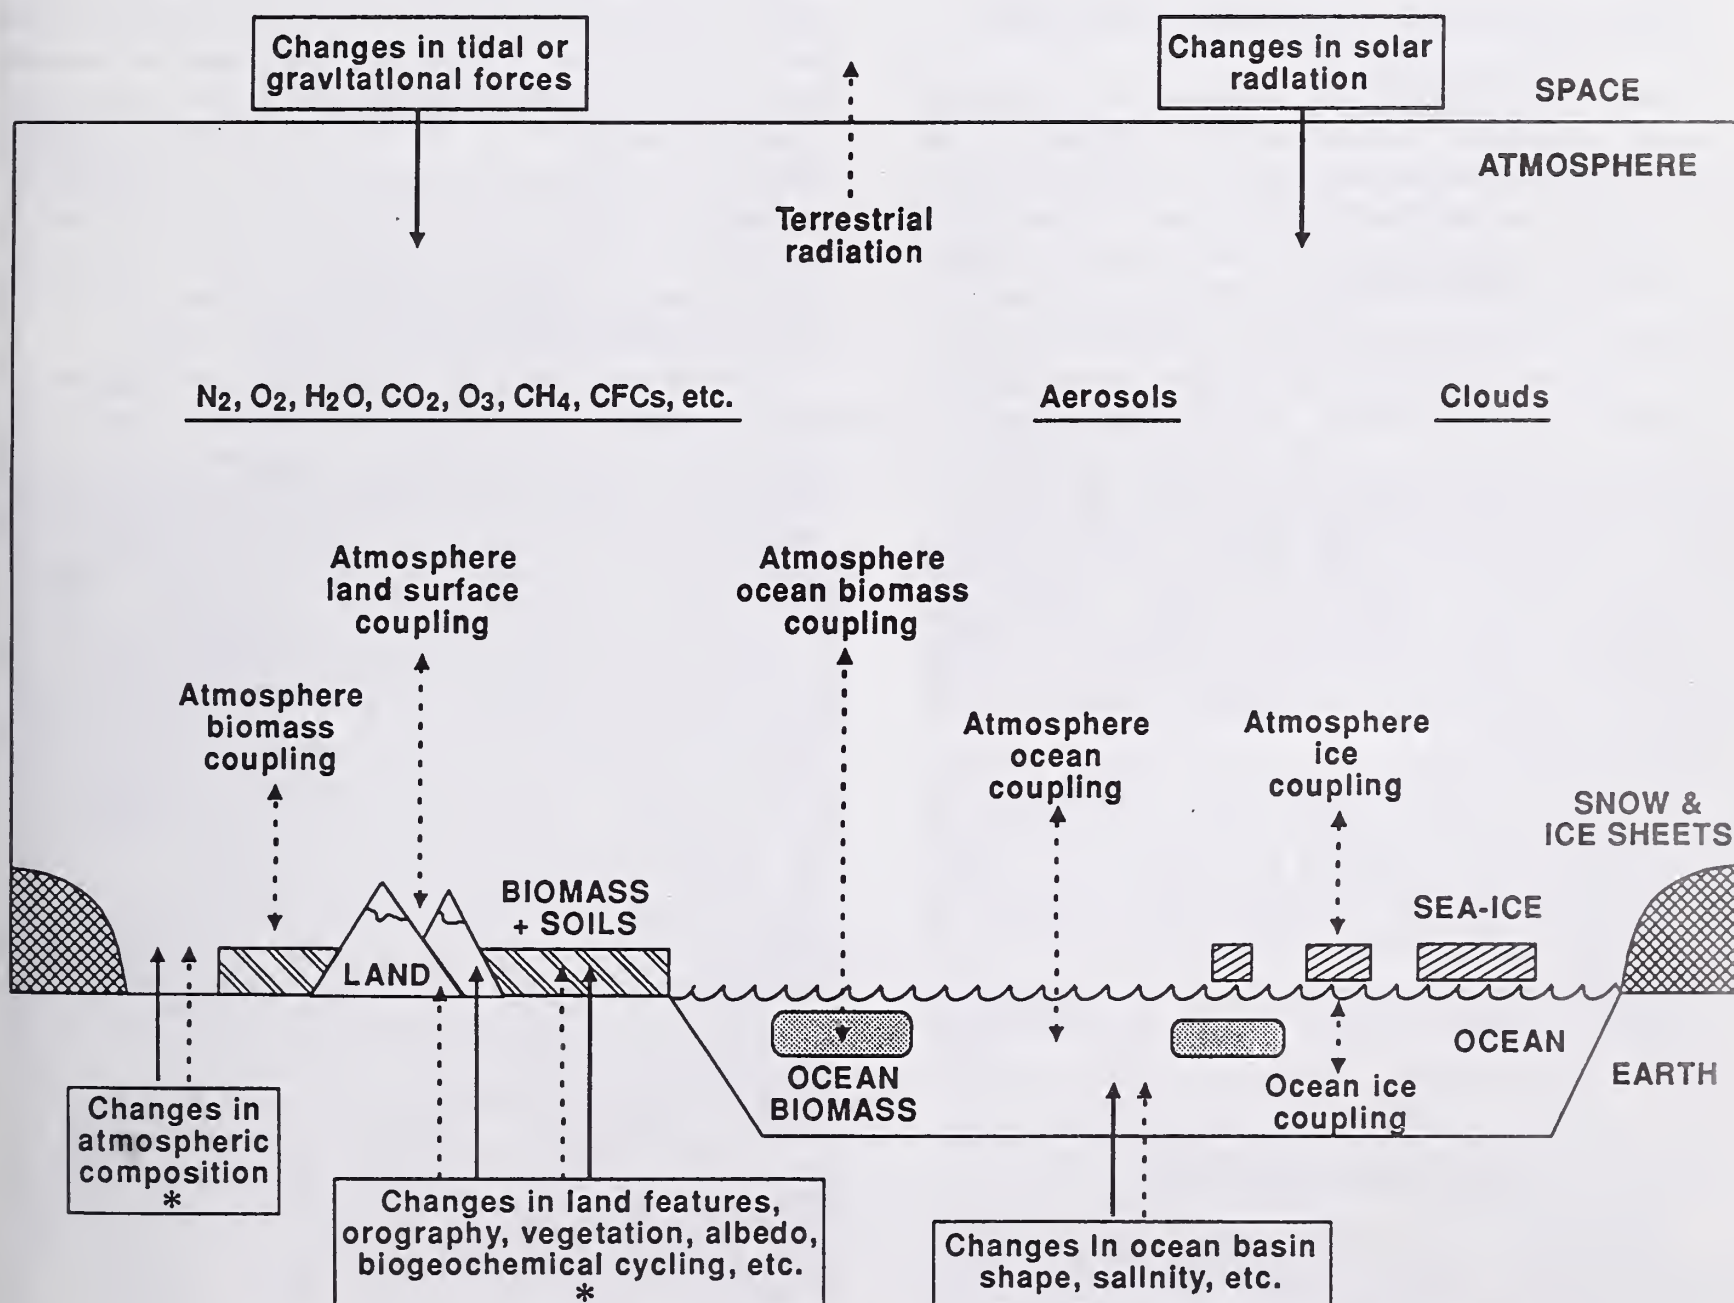 Changes in tidal or
gravitational forces
Changes in solar
radiation
SPACE
ATMOSPHERE
Terrestrial
radiation
N2, O2, H2O, CO2, O3, CH4, CFCs, etc.
Aerosols
Clouds
Atmosphere
land surface
coupling
Atmosphere
ocean biomass
coupling
Atmosphere
biomass
coupling
Atmosphere
ocean
coupling
Atmosphere
ice
coupling
SNOW &
ICE SHEETS
BIOMASS
+ SOILS
SEA-ICE
LAND
OCEAN
EARTH
OCEAN
BIOMASS
Ocean ice
coupling
Changes in
atmospheric
composition
*
Changes in land features,
orography, vegetation, albedo,
biogeochemical cycling, etc.
*
Changes in ocean basin
shape, salinity, etc.